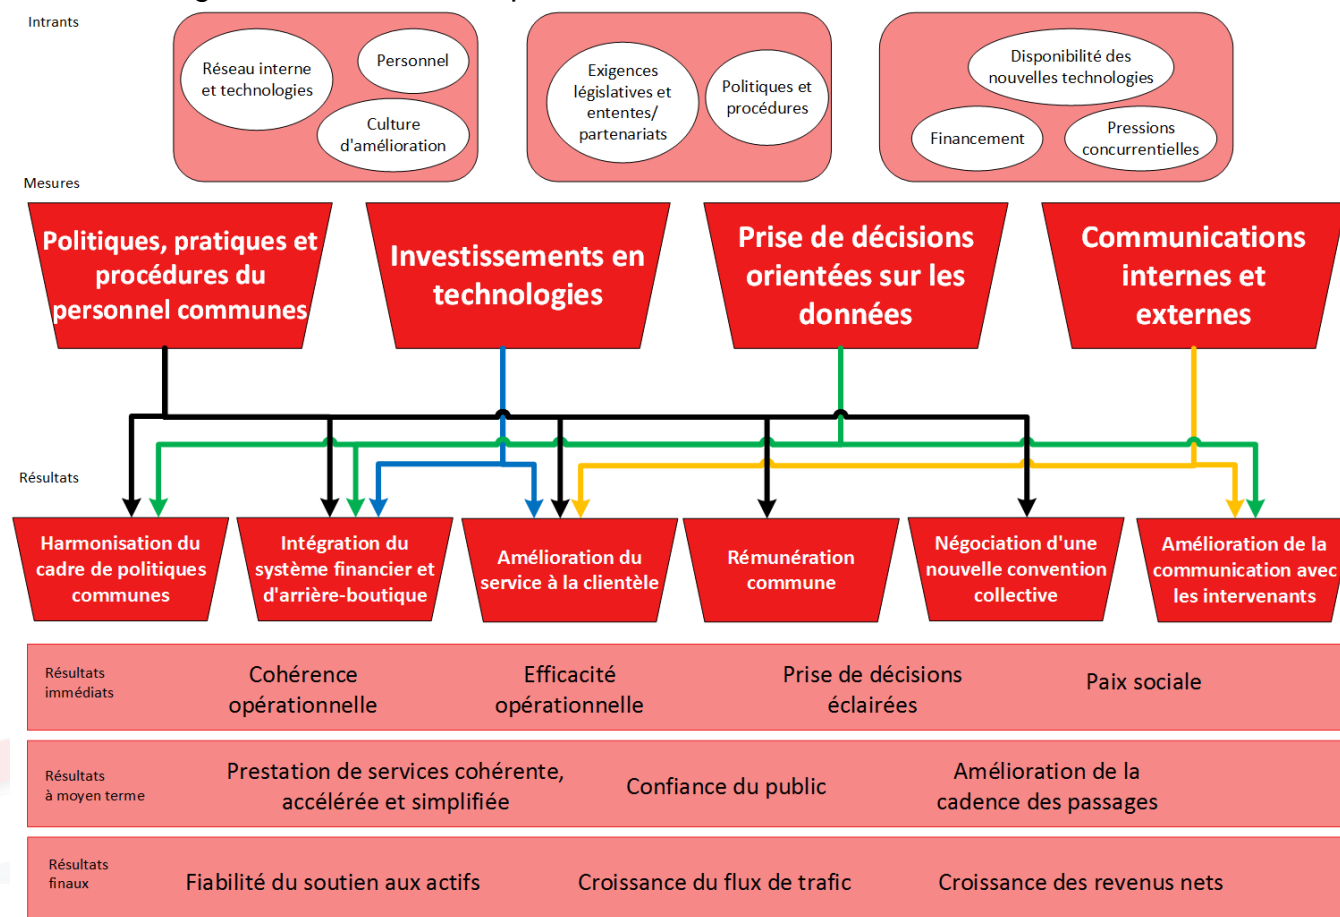 Intrants
Réseau interne
et technologies
Personnel
Culture
d'amélioration
Exigences
législatives et
ententes/
partenariats
Politiques et
procédures
Disponibilité des
nouvelles technologies
Financement
Pressions
concurrentielles
Mesures
Politiques, pratiques et
procédures du
personnel communes
Investissements en
technologies
Prise de décisions
orientées sur les
données
Communications
internes et
externes
Résultats
Harmonisation du
cadre de politiques
communes
Intégration du
système financier et
d'arrière-boutique
Amélioration du
service à la clientèle
Rémunération
commune
Négociation d'une
nouvelle convention
collective
Amélioration de la
communication avec
les intervenants
Résultats
immédiats
Cohérence
opérationnelle
Efficacité
opérationnelle
Prise de décisions
éclairées
Paix sociale
Résultats
à moyen terme
Prestation de services cohérente,
accélérée et simplifiée
Confiance du public
Amélioration de la
cadence des passages
Résultats
finaux
Fiabilité du soutien aux actifs
Croissance du flux de trafic
Croissance des revenus nets